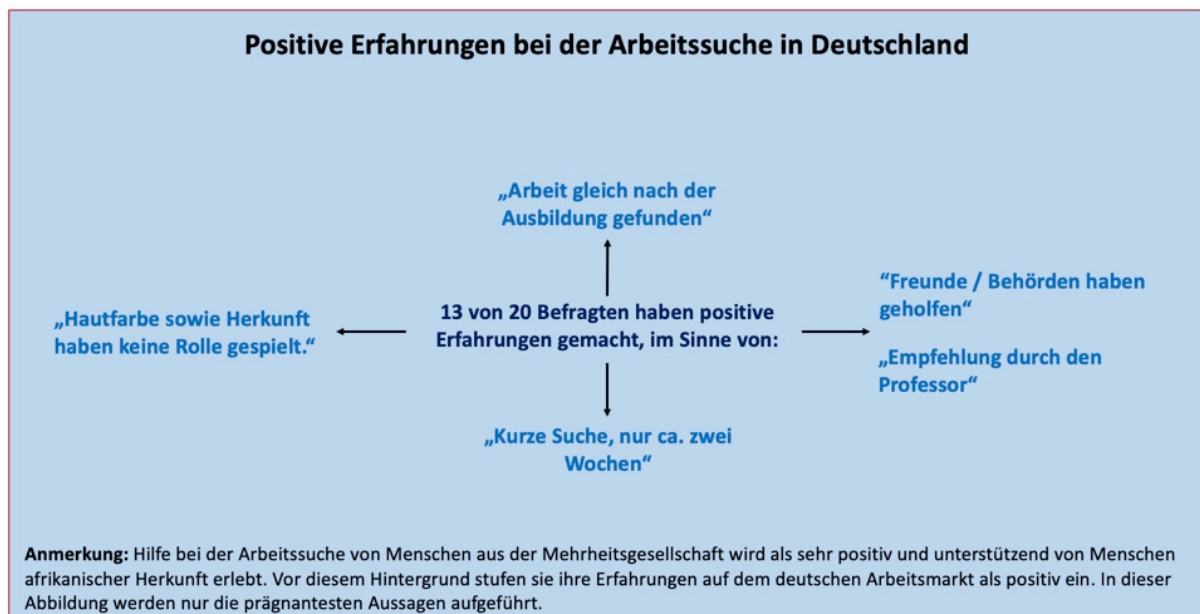 Positive Erfahrungen bei der Arbeitssuche in Deutschland
„Arbeit gleich nach der
Ausbildung gefunden“
„Hautfarbe sowie Herkunft
haben keine Rolle gespielt.“
13 von 20 Befragten haben positive
Erfahrungen gemacht, im Sinne von:
“Freunde / Behörden haben
geholfen“
„Empfehlung durch den
Professor“
„Kurze Suche, nur ca. zwei
Wochen“
Anmerkung: Hilfe bei der Arbeitssuche von Menschen aus der Mehrheitsgesellschaft wird als sehr positiv und unterstützend von Menschen
afrikanischer Herkunft erlebt. Vor diesem Hintergrund stufen sie ihre Erfahrungen auf dem deutschen Arbeitsmarkt als positiv ein. In dieser
Abbildung werden nur die prägnantesten Aussagen aufgeführt.